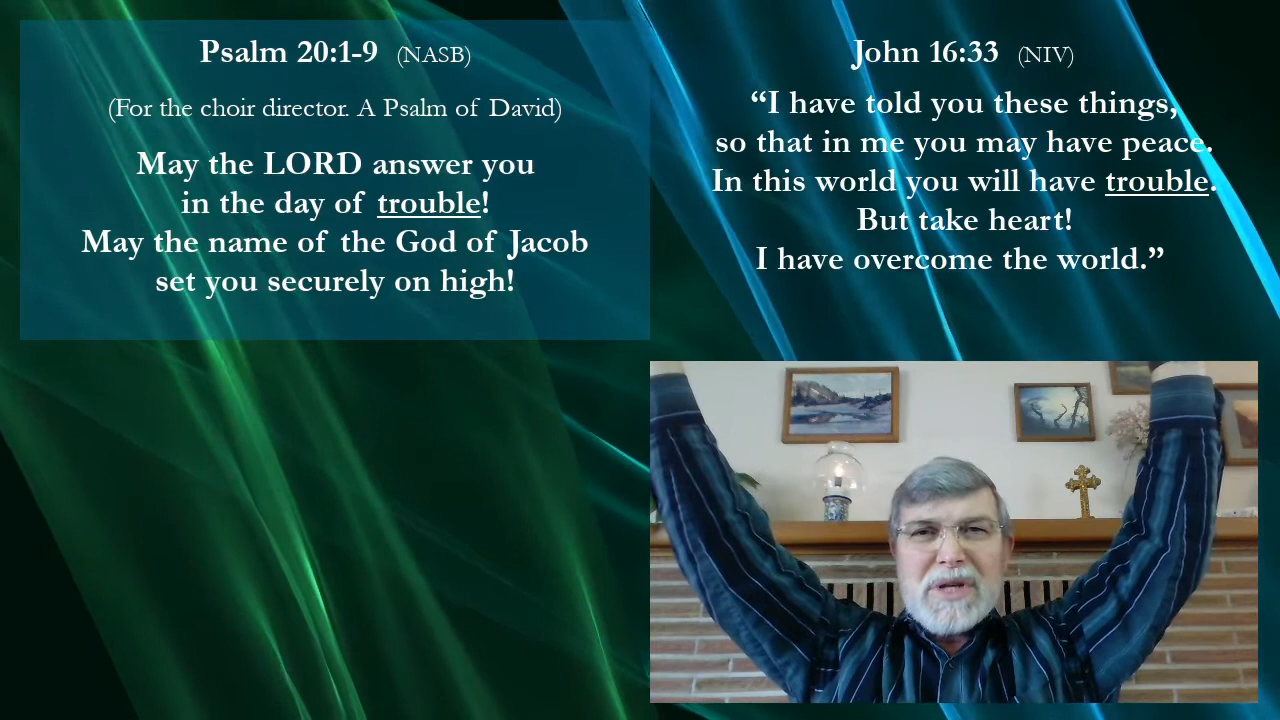 Psalm 20:1-9 (NASB)
(For the choir director. A Psalm of David)
May the LORD answer you
in the day of trouble!
May the name of the God of Jacob
set you securely on high!
John 16:33 (NIV)
“I have told you these things,
so that in me you may have peace.
In this world you will have trouble.
But take heart!
I have overcome the world.”